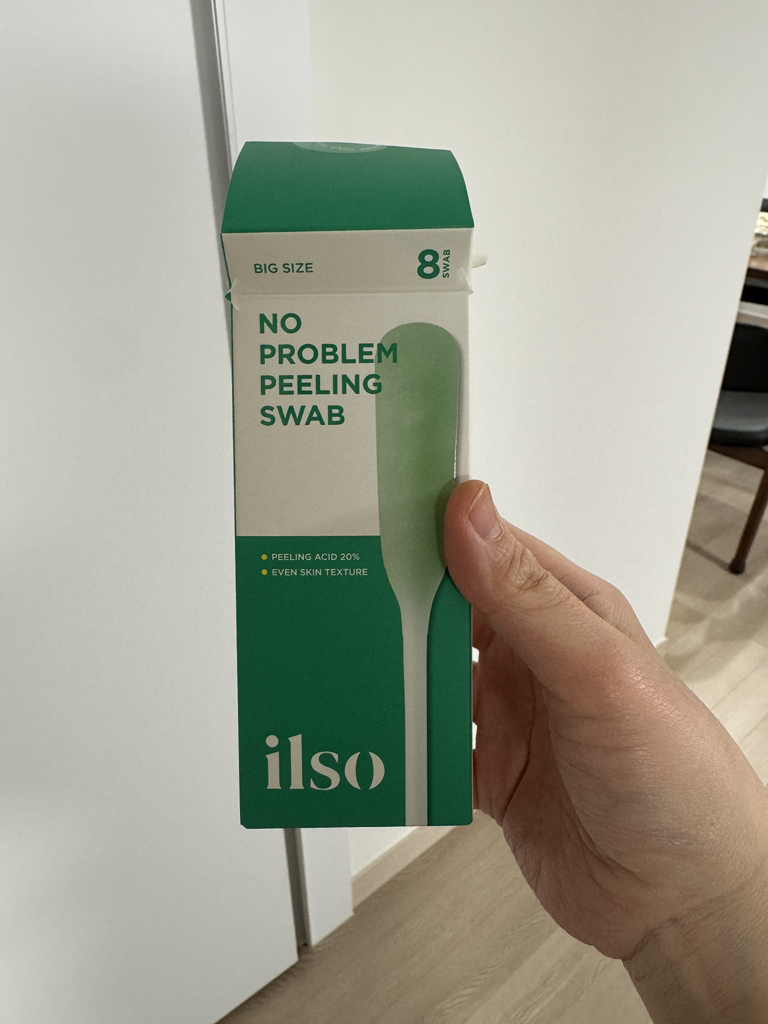 BIG SIZE
8
SWAB
NO
PROBLEM
PEELING
SWAB
PEELING ACID 20%
EVEN SKIN TEXTURE
ilso